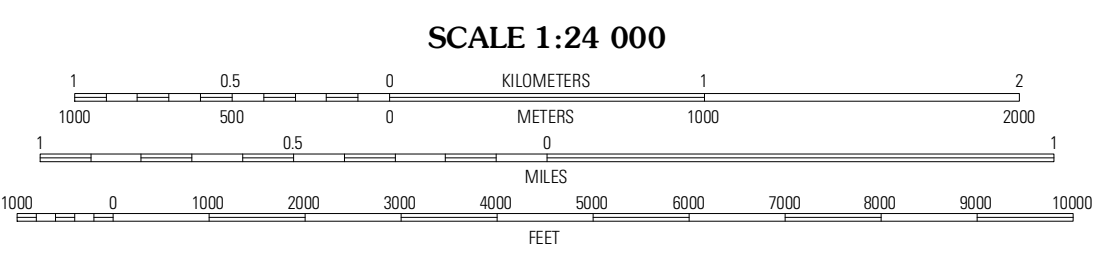 SCALE 1:24 000
1 0.5 0 KILOMETERS 1 2
1000 500 0 METERS 1000 2000
1 0.5 0 1
MILES
1000 0 1000 2000 3000 4000 5000 6000 7000 8000 9000 10000
FEET